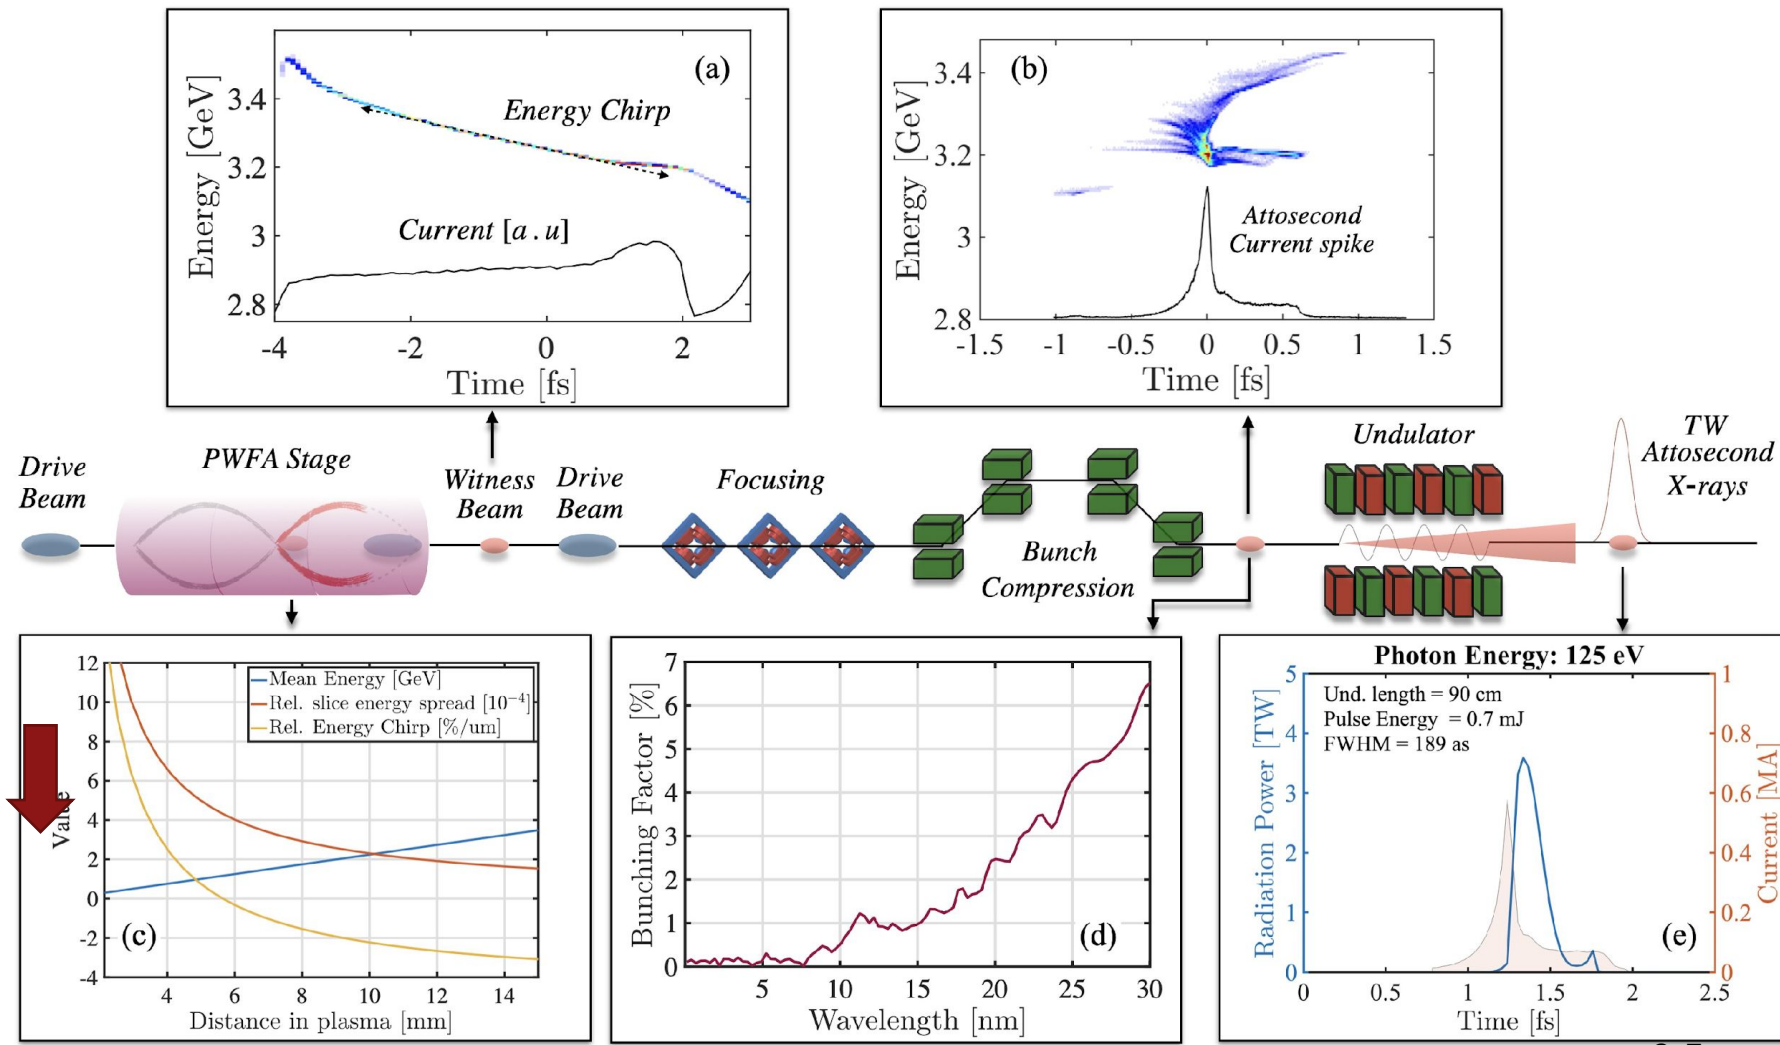 (a)
Energy Chirp
Current [a.u]
Energy [GeV]
3.4
3.2
3
2.8
-4
-2
0
2
Time [fs]
(b)
Attosecond
Current spike
Energy [GeV]
3.4
3.2
3
2.8
-1.5
-1
-0.5
0
0.5
1
1.5
Time [fs]
Drive
Beam
PWFA Stage
Witness
Beam
Drive
Beam
Focusing
Bunch
Compression
Undulator
TW
Attosecond
X-rays
Mean Energy [GeV]
Rel. slice energy spread [10⁻⁴]
Rel. Energy Chirp [%/um]
Value
12
10
8
6
4
2
0
-2
-4
(c)
4
6
8
10
12
14
Distance in plasma [mm]
Bunching Factor [%]
7
6
5
4
3
2
1
0
(d)
5
10
15
20
25
30
Wavelength [nm]
Photon Energy: 125 eV
Und. length = 90 cm
Pulse Energy = 0.7 mJ
FWHM = 189 as
Radiation Power [TW]
5
4
3
2
1
0
Current [MA]
1
0.8
0.6
0.4
0.2
0
(e)
0
0.5
1
1.5
2
2.5
Time [fs]